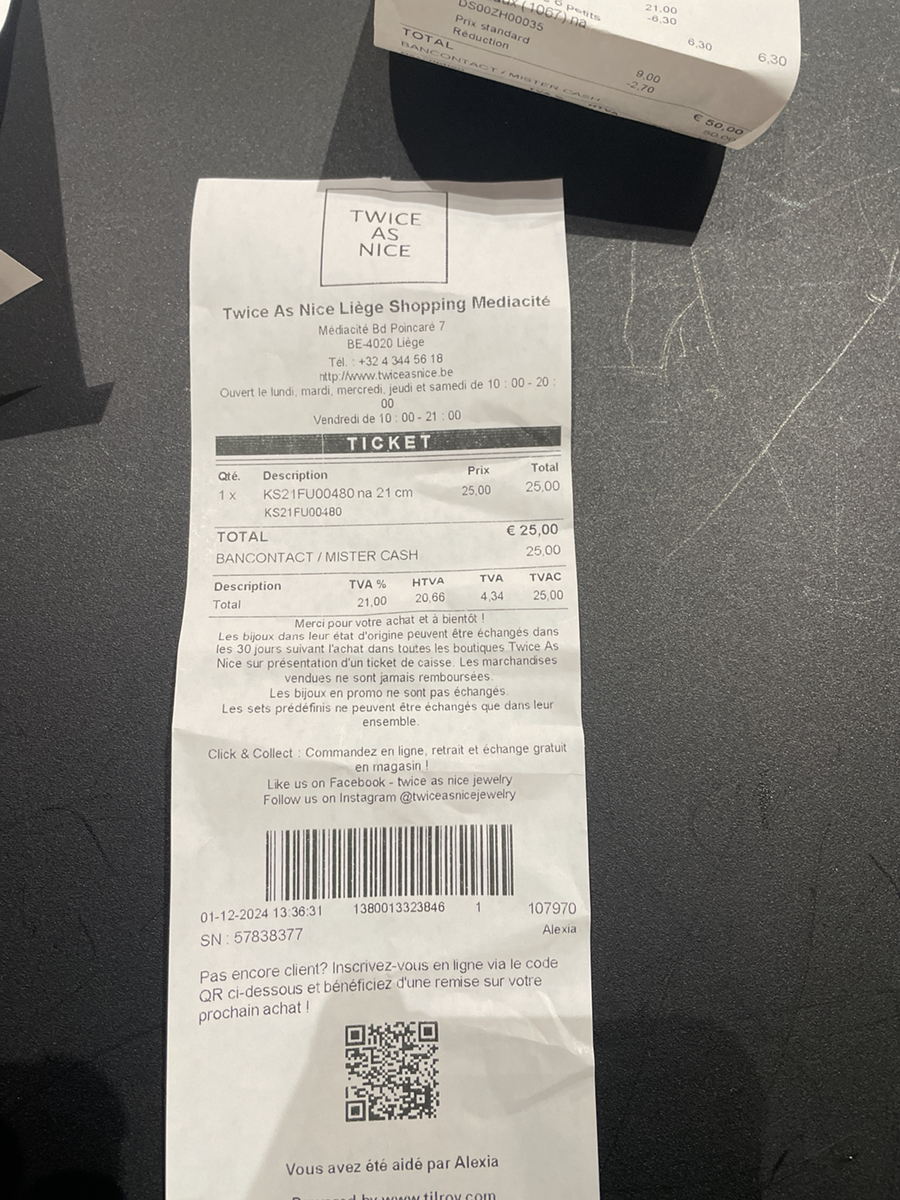 6 Petits
21.00
-6,30
(1067) na
DS00ZH00035
6,30
6,30
Prix standard
9,00
Réduction
-2,70
TOTAL
€ 50,00
BANCONTACT / MISTER CASH
50,00
TWICE
AS
NICE
Twice As Nice Liège Shopping Mediacité
Médiacité Bd Poincaré 7
BE-4020 Liège
Tél. : +32 4 344 56 18
http://www.twiceasnice.be
Ouvert le lundi, mardi, mercredi, jeudi et samedi de 10 : 00 - 20 :
00
Vendredi de 10 : 00 - 21 : 00
TICKET
Qté. Description Prix Total
1 x KS21FU00480 na 21 cm 25,00 25,00
KS21FU00480
TOTAL € 25,00
BANCONTACT / MISTER CASH 25,00
Description TVA % HTVA TVA TVAC
Total 21,00 20,66 4,34 25,00
Merci pour votre achat et à bientôt !
Les bijoux dans leur état d'origine peuvent être échangés dans
les 30 jours suivant l'achat dans toutes les boutiques Twice As
Nice sur présentation d'un ticket de caisse. Les marchandises
vendues ne sont jamais remboursées.
Les bijoux en promo ne sont pas échangés.
Les sets prédéfinis ne peuvent être échangés que dans leur
ensemble.
Click & Collect : Commandez en ligne, retrait et échange gratuit
en magasin !
Like us on Facebook - twice as nice jewelry
Follow us on Instagram @twiceasnicejewelry
01-12-2024 13:36:31 1380013323846 1 107970
SN : 57838377 Alexia
Pas encore client? Inscrivez-vous en ligne via le code
QR ci-dessous et bénéficiez d'une remise sur votre
prochain achat !
Vous avez été aidé par Alexia
Powered by www.tilroy.com